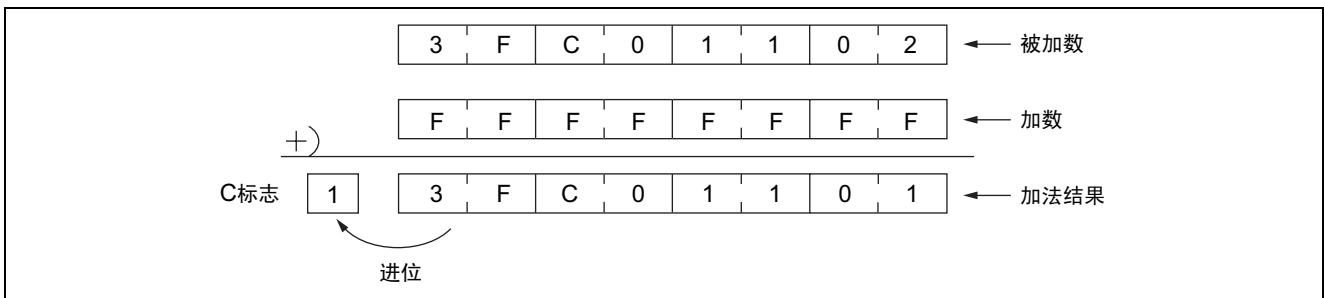 3 F C 0 1 1 0 2 被加数
F F F F F F F F 加数
+)
C标志 1 3 F C 0 1 1 0 1 加法结果
进位